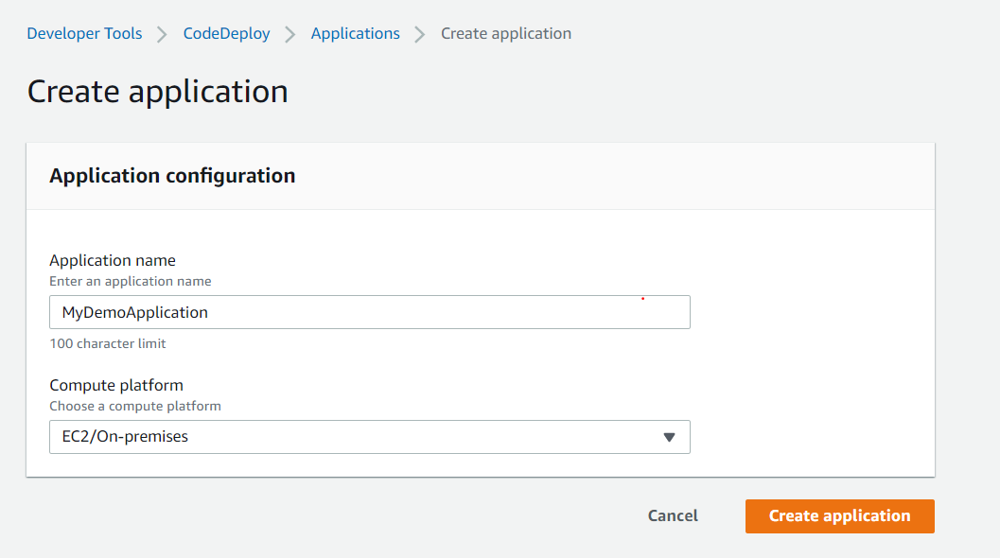 Developer Tools > CodeDeploy > Applications > Create application
Create application
Application configuration
Application name
Enter an application name
MyDemoApplication
100 character limit
Compute platform
Choose a compute platform
EC2/On-premises
Cancel Create application